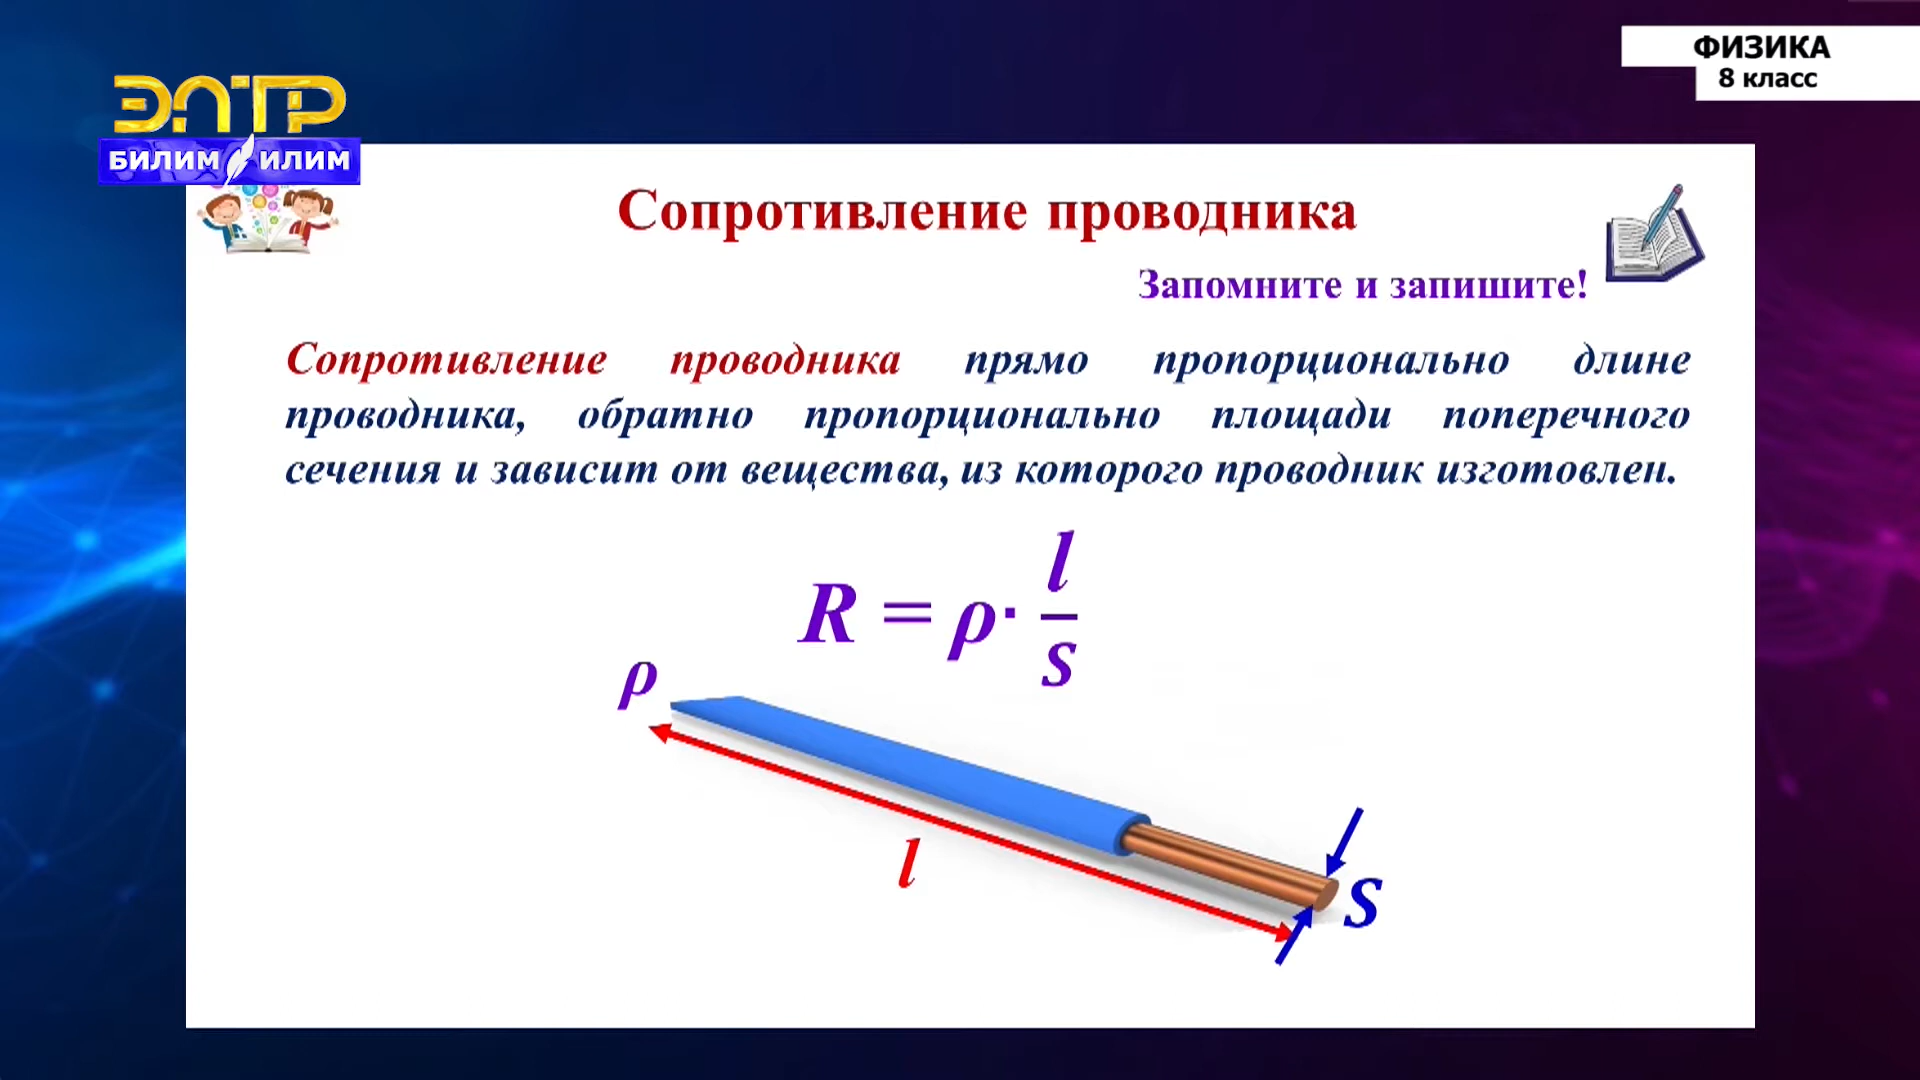 ФИЗИКА
8 класс
ЭЛТР
БИЛИМ ИЛИМ
Сопротивление проводника
Запомните и запишите!
Сопротивление проводника прямо пропорционально длине
проводника, обратно пропорционально площади поперечного
сечения и зависит от вещества, из которого проводник изготовлен.
R = ρ· l/s
ρ
l
S